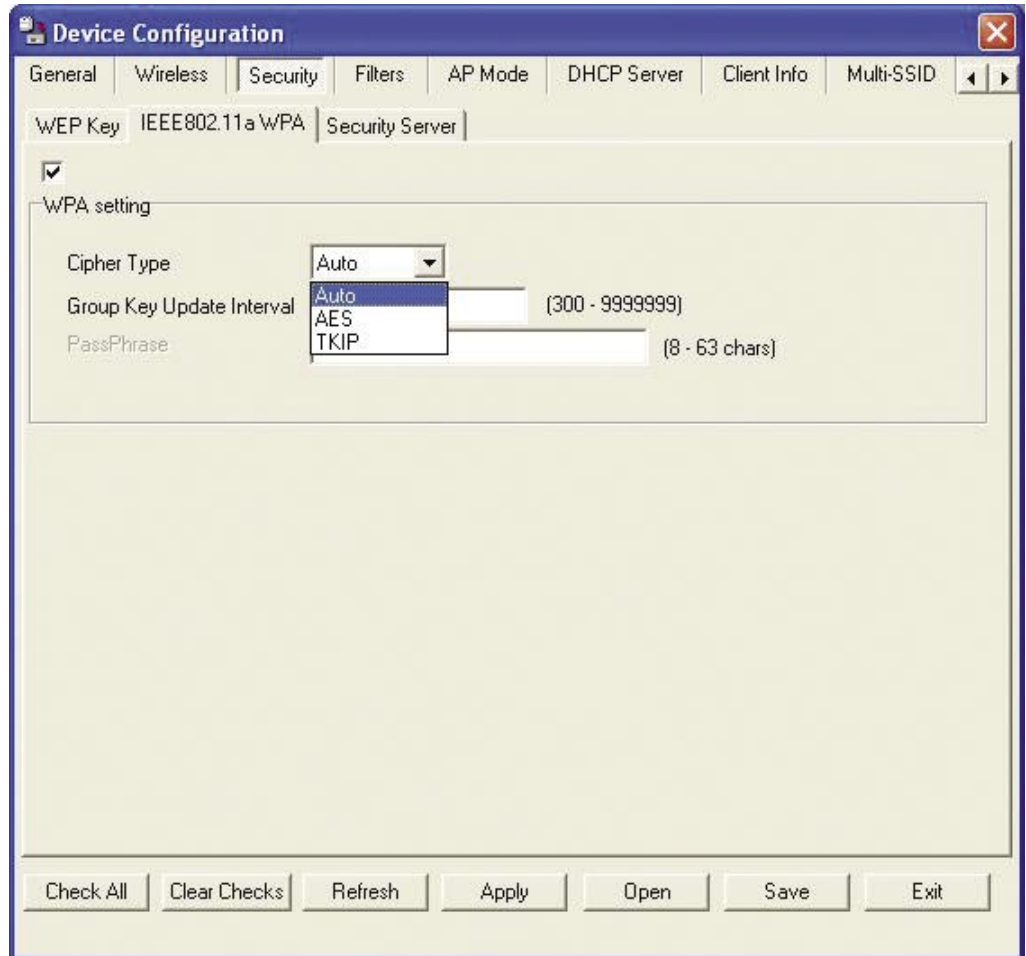 Device Configuration
General Wireless Security Filters AP Mode DHCP Server Client Info Multi-SSID
WEP Key IEEE802.11a WPA Security Server
WPA setting
Cipher Type Auto
Auto
Group Key Update Interval (300 - 9999999)
AES
TKIP
PassPhrase (8 - 63 chars)
Check All Clear Checks Refresh Apply Open Save Exit